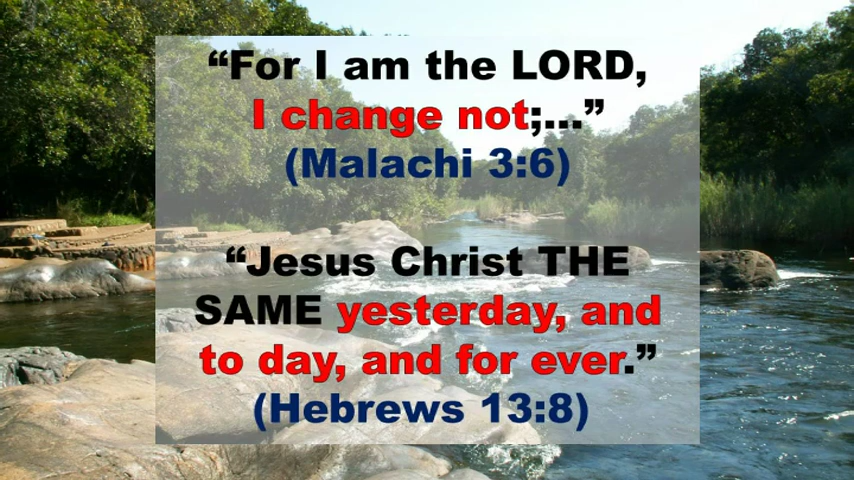 “For I am the LORD,
I change not;...”
(Malachi 3:6)
“Jesus Christ THE
SAME yesterday, and
to day, and for ever.”
(Hebrews 13:8)